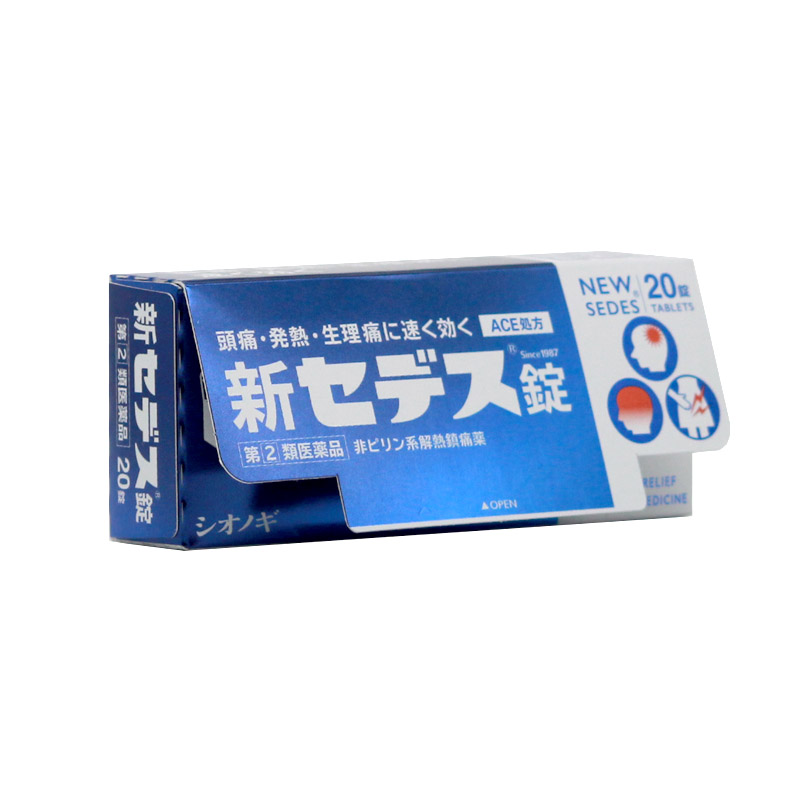 新セデス®錠
第②類医薬品
20錠
頭痛・発熱・生理痛に速く効く
ACE処方
新セデス®錠
Since1987
指定第②類医薬品
非ピリン系解熱鎮痛薬
▲OPEN
シオノギ
NEW
SEDES®
20錠
TABLETS
RELIEF
EDICINE